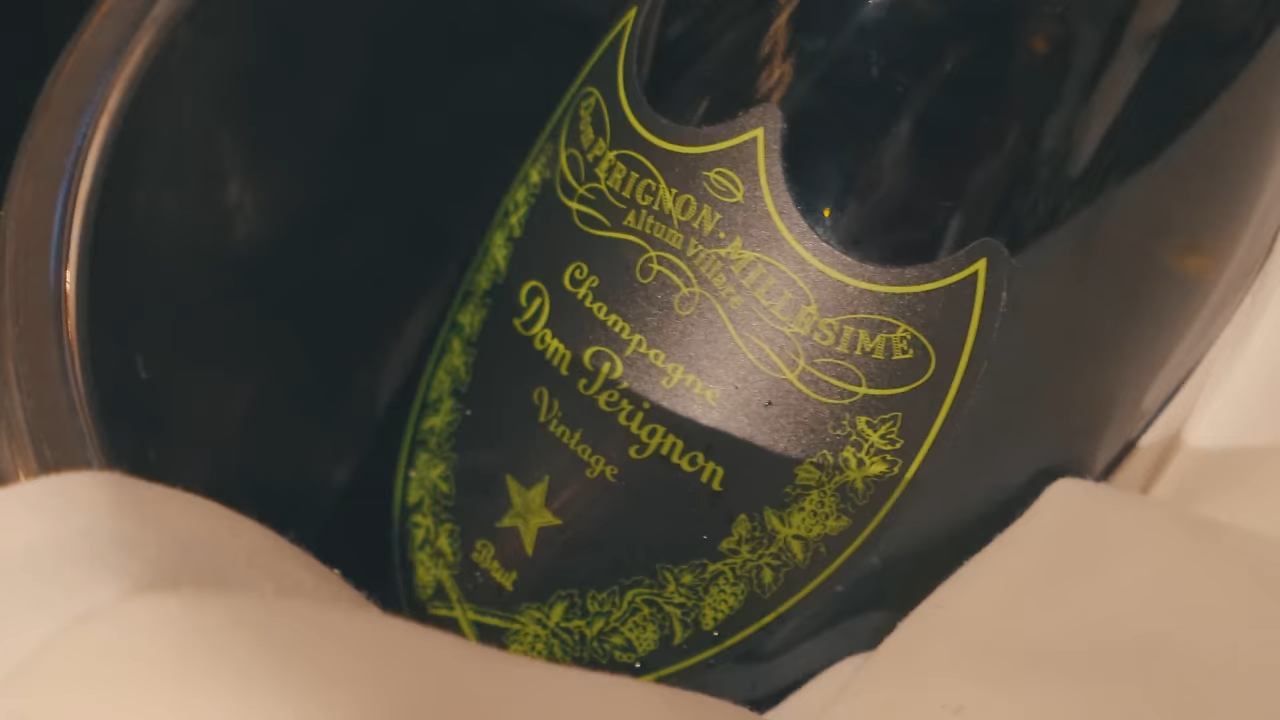 Dom PÉRIGNON · MILLÉSIMÉ
Altum Villare
Champagne
Dom Pérignon
Vintage
Brut